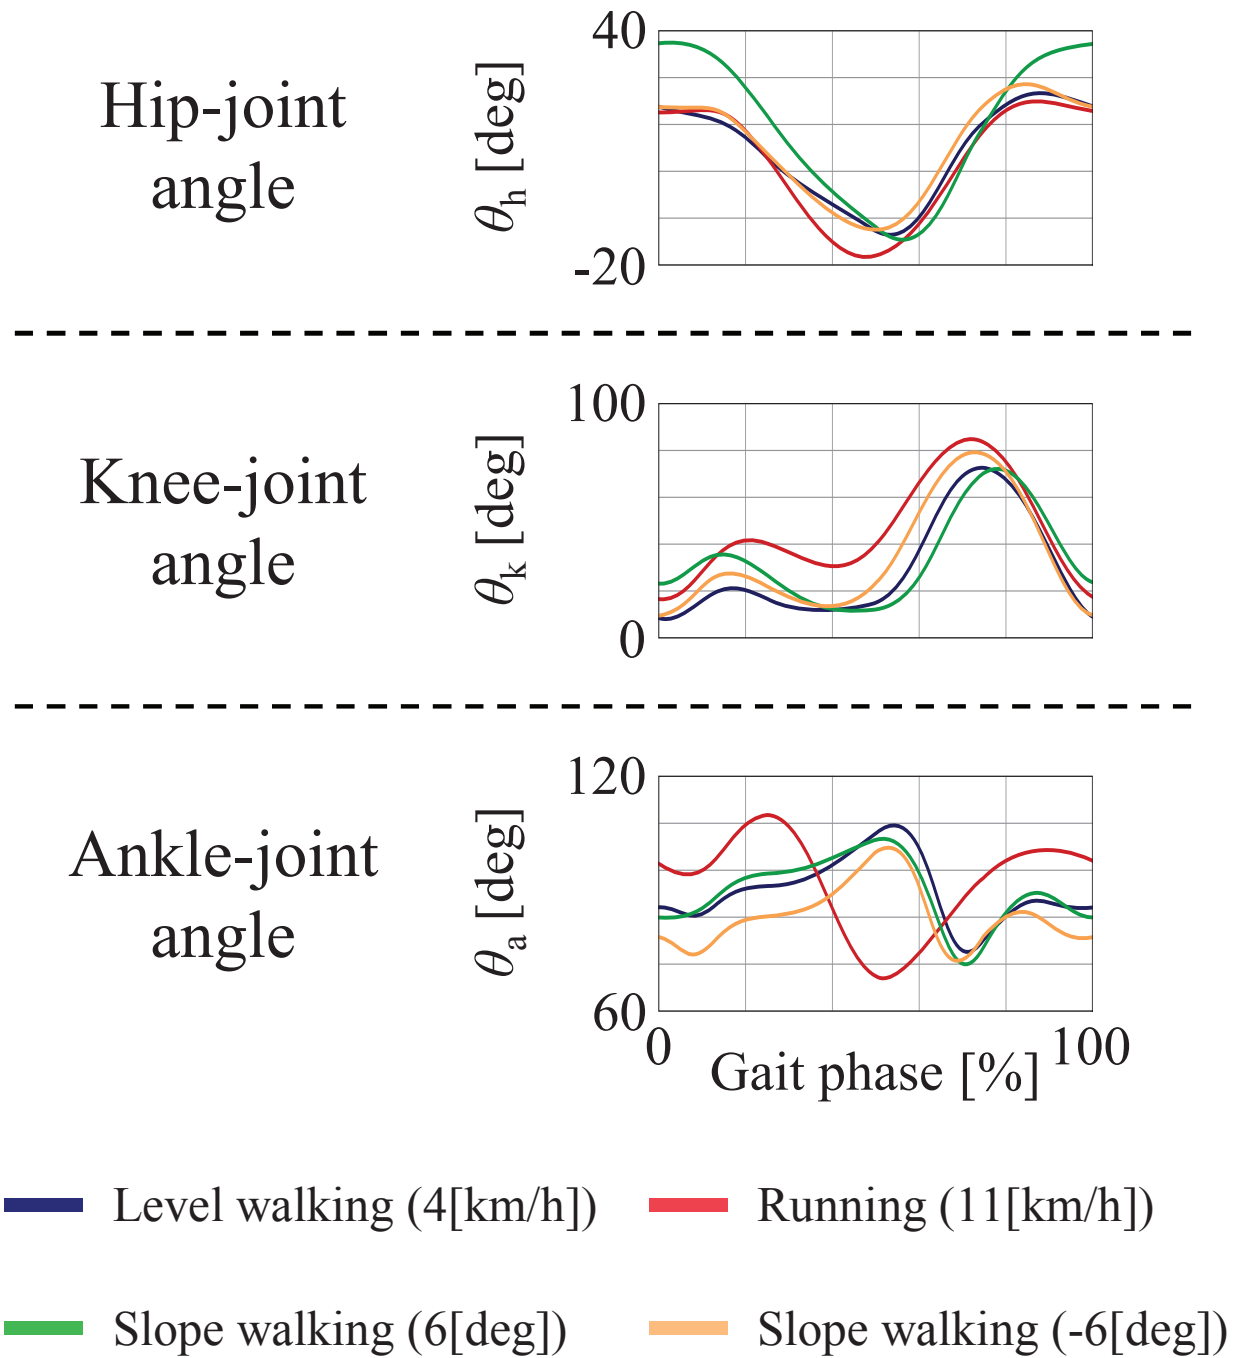 Hip-joint
angle
θh [deg]
40
-20
Knee-joint
angle
θk [deg]
100
0
Ankle-joint
angle
θa [deg]
120
60
0
100
Gait phase [%]
Level walking (4[km/h])
Running (11[km/h])
Slope walking (6[deg])
Slope walking (-6[deg])